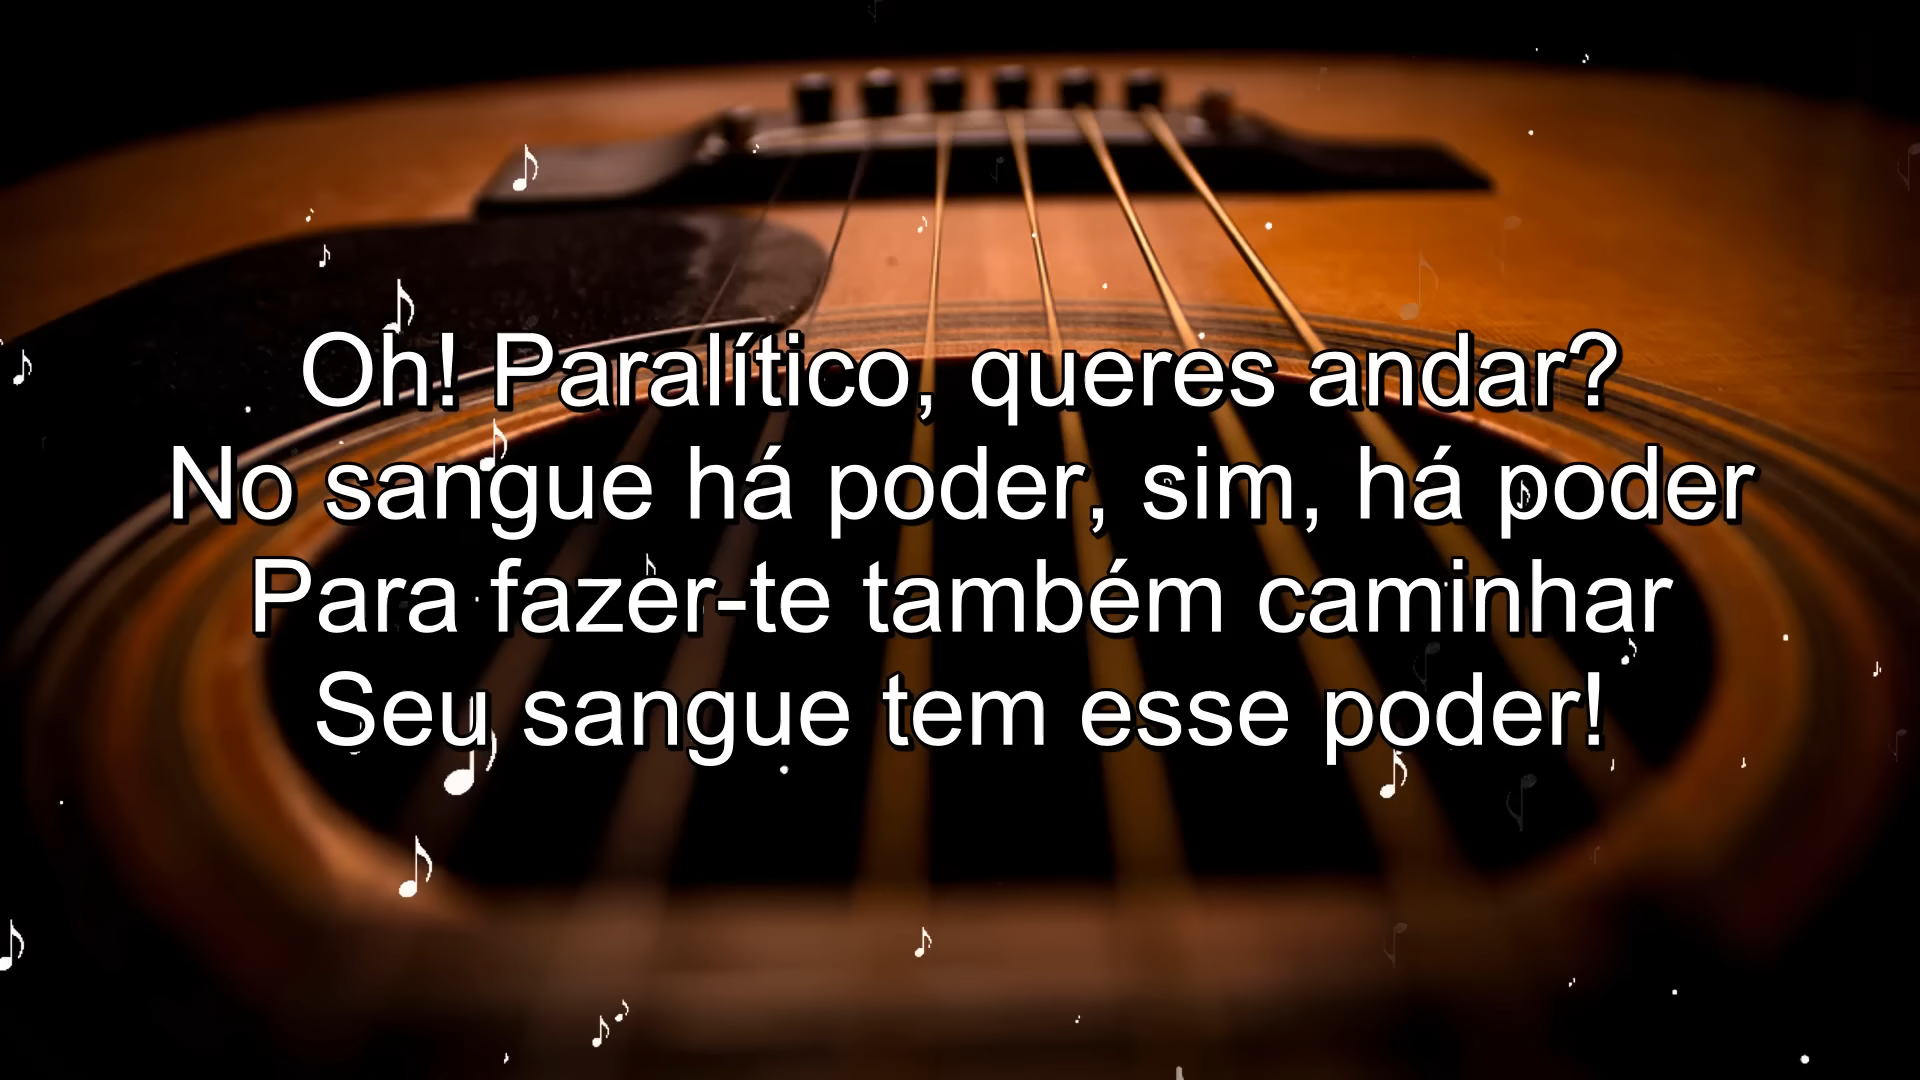 Oh! Paralítico, queres andar?
No sangue há poder, sim, há poder
Para fazer-te também caminhar
Seu sangue tem esse poder!